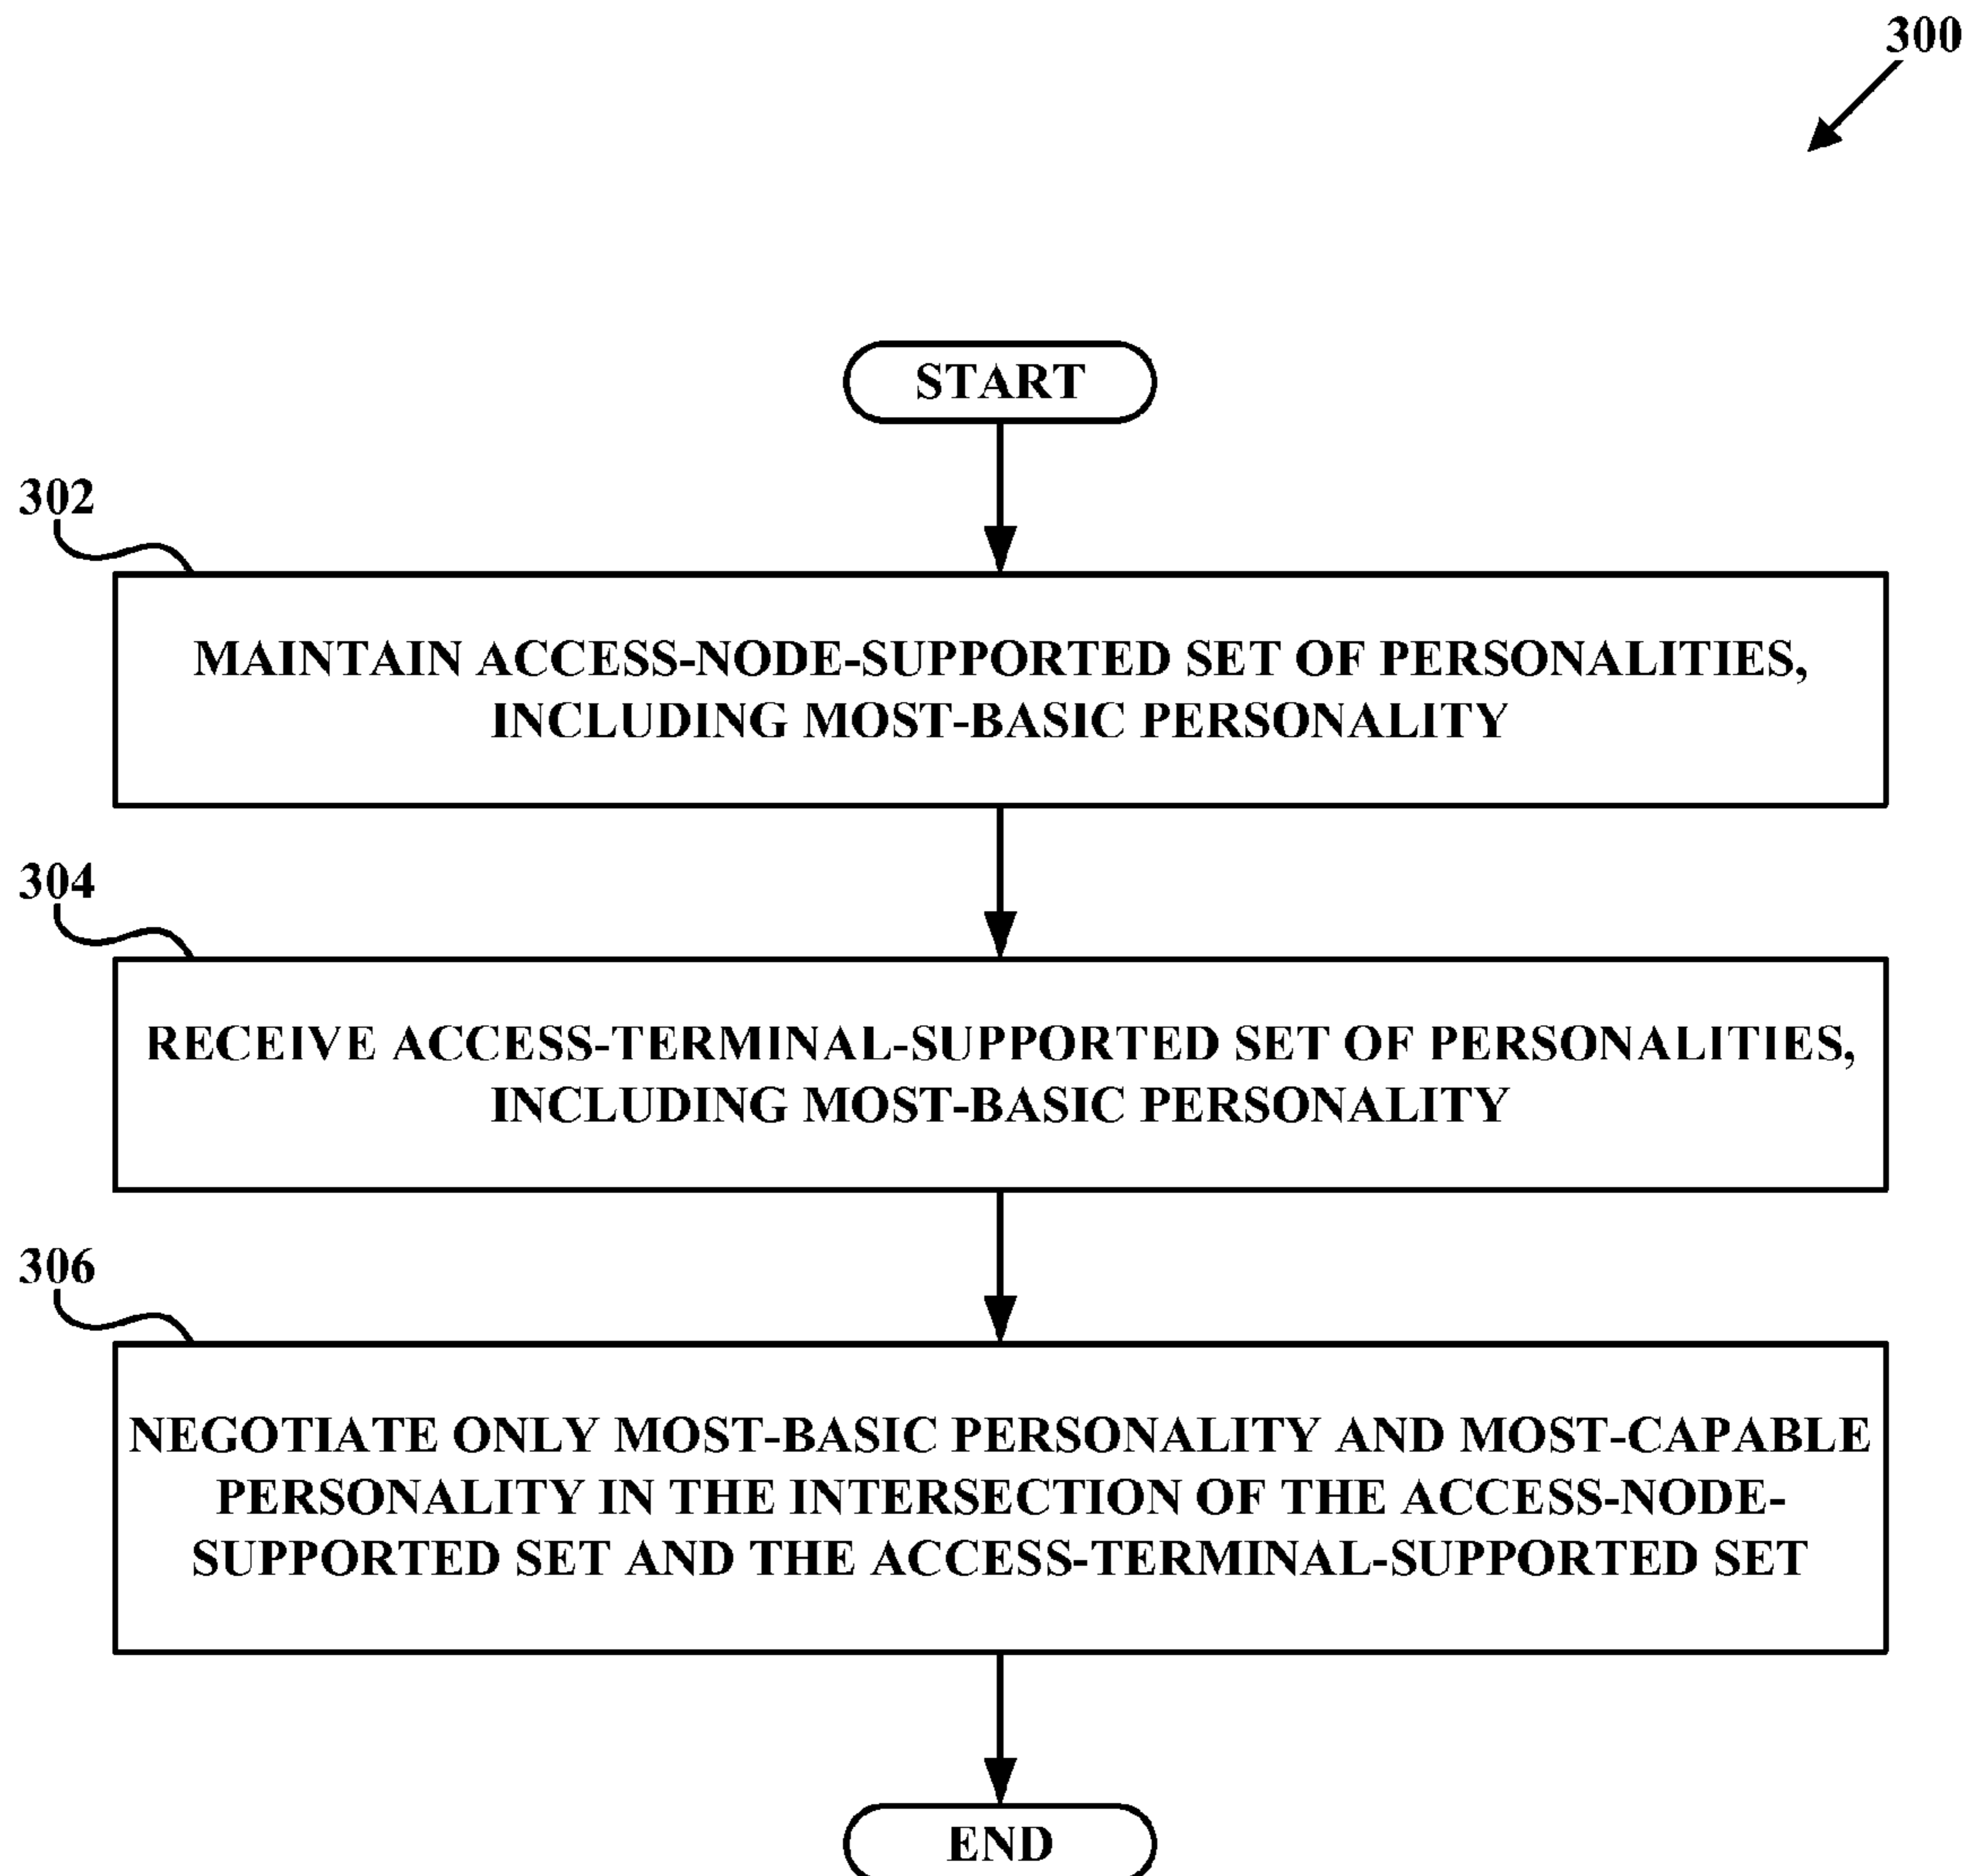 300
START
302
MAINTAIN ACCESS-NODE-SUPPORTED SET OF PERSONALITIES,
INCLUDING MOST-BASIC PERSONALITY
304
RECEIVE ACCESS-TERMINAL-SUPPORTED SET OF PERSONALITIES,
INCLUDING MOST-BASIC PERSONALITY
306
NEGOTIATE ONLY MOST-BASIC PERSONALITY AND MOST-CAPABLE
PERSONALITY IN THE INTERSECTION OF THE ACCESS-NODE-
SUPPORTED SET AND THE ACCESS-TERMINAL-SUPPORTED SET
END